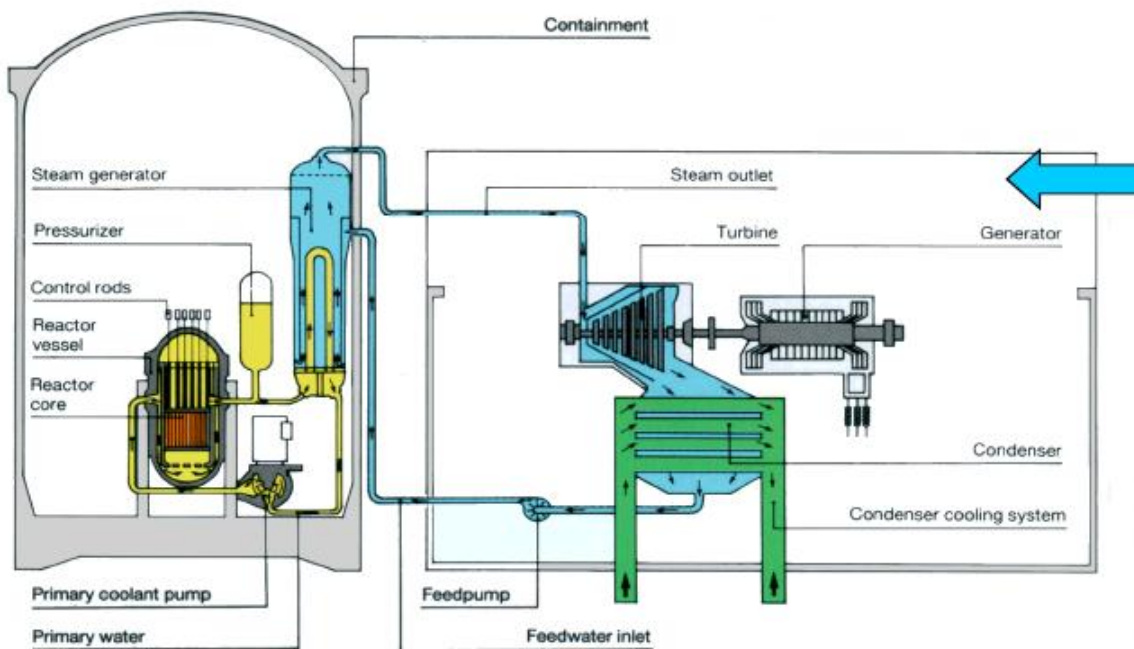 Containment
Steam generator
Steam outlet
Pressurizer
Turbine
Generator
Control rods
Reactor
vessel
Reactor
core
Condenser
Condenser cooling system
Primary coolant pump
Feedpump
Primary water
Feedwater inlet